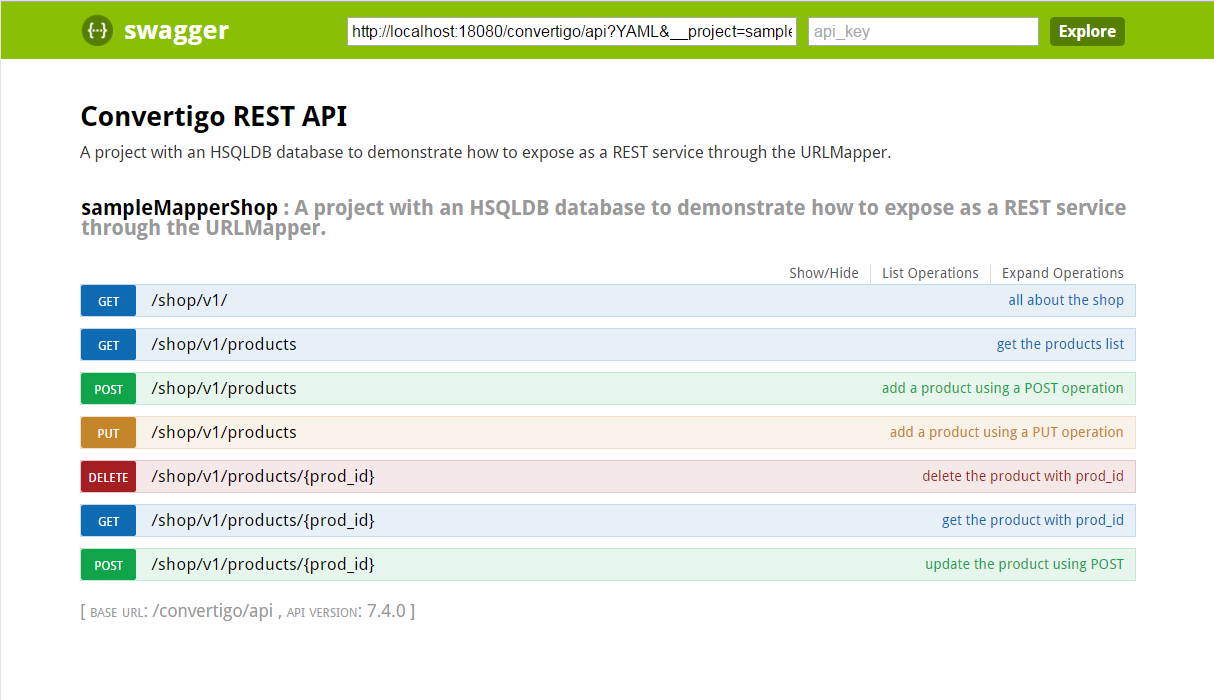 {-} swagger http://localhost:18080/convertigo/api?YAML&__project=sample api_key Explore
Convertigo REST API
A project with an HSQLDB database to demonstrate how to expose as a REST service through the URLMapper.
sampleMapperShop : A project with an HSQLDB database to demonstrate how to expose as a REST service
through the URLMapper.
Show/Hide List Operations Expand Operations
GET /shop/v1/ all about the shop
GET /shop/v1/products get the products list
POST /shop/v1/products add a product using a POST operation
PUT /shop/v1/products add a product using a PUT operation
DELETE /shop/v1/products/{prod_id} delete the product with prod_id
GET /shop/v1/products/{prod_id} get the product with prod_id
POST /shop/v1/products/{prod_id} update the product using POST
[ BASE URL: /convertigo/api , API VERSION: 7.4.0 ]